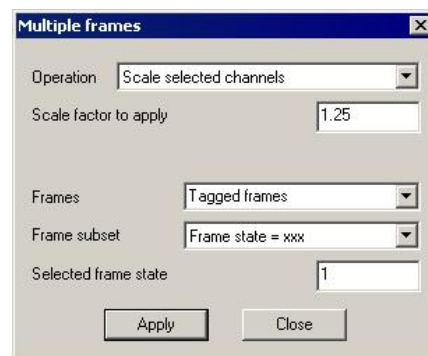 Multiple frames
Operation Scale selected channels
Scale factor to apply 1.25
Frames Tagged frames
Frame subset Frame state = xxx
Selected frame state 1
Apply Close